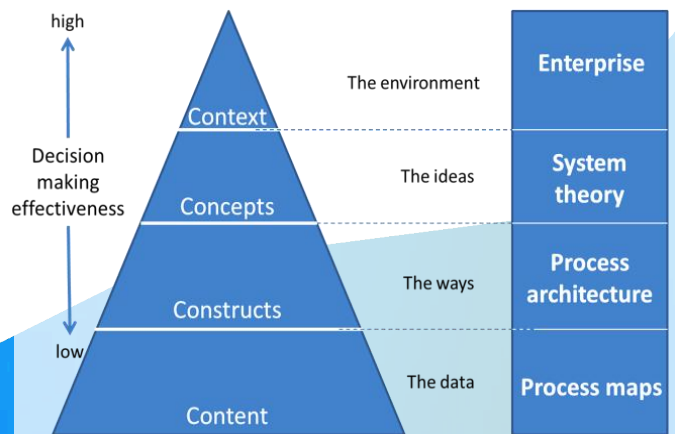 high
Decision
making
effectiveness
low
Context
Concepts
Constructs
Content
The environment
The ideas
The ways
The data
Enterprise
System
theory
Process
architecture
Process maps